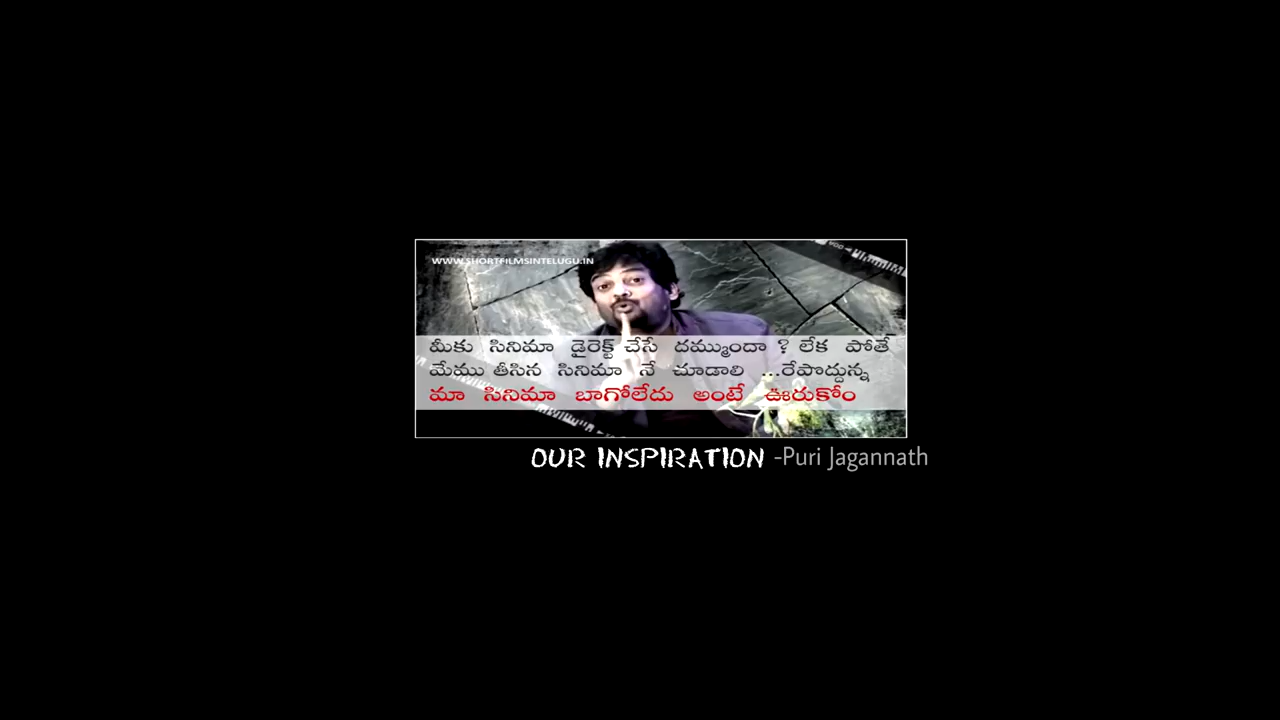 WWW.SHORTFILMSINTELUGU.IN
మీకు సినిమా డైరెక్ట్ చేసే దమ్ముందా ? లేక పోతే
మేము తీసిన సినిమా నే చూడాలి ...రేపొద్దున్న
మా సినిమా బాగోలేదు అంటే ఊరుకోం
OUR INSPIRATION -Puri Jagannath